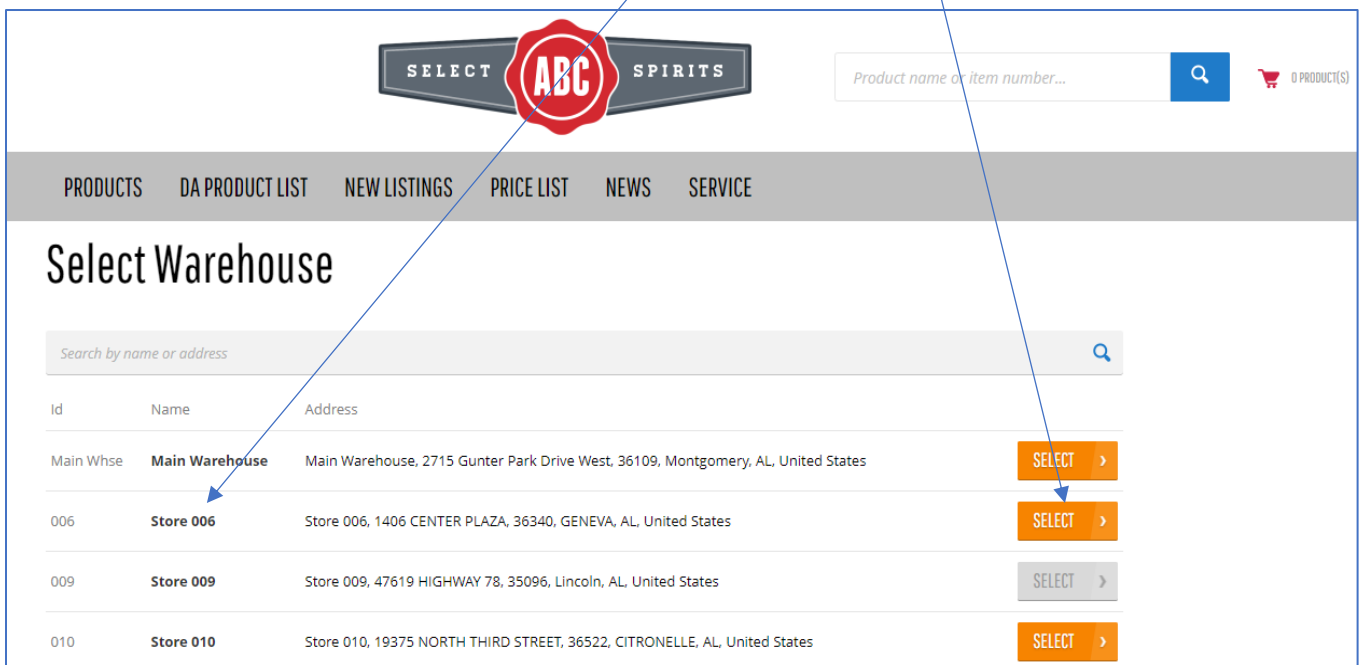 SELECT ABC SPIRITS
Product name or item number...
0 PRODUCT(S)
PRODUCTS DA PRODUCT LIST NEW LISTINGS PRICE LIST NEWS SERVICE
Select Warehouse
Search by name or address
Id Name Address
Main Whse Main Warehouse Main Warehouse, 2715 Gunter Park Drive West, 36109, Montgomery, AL, United States SELECT
006 Store 006 Store 006, 1406 CENTER PLAZA, 36340, GENEVA, AL, United States SELECT
009 Store 009 Store 009, 47619 HIGHWAY 78, 35096, Lincoln, AL, United States SELECT
010 Store 010 Store 010, 19375 NORTH THIRD STREET, 36522, CITRONELLE, AL, United States SELECT